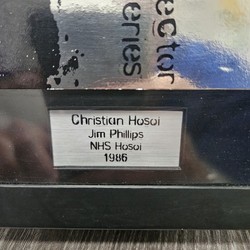 ector
eries
Christian Hosoi
Jim Phillips
NHS Hosoi
1986